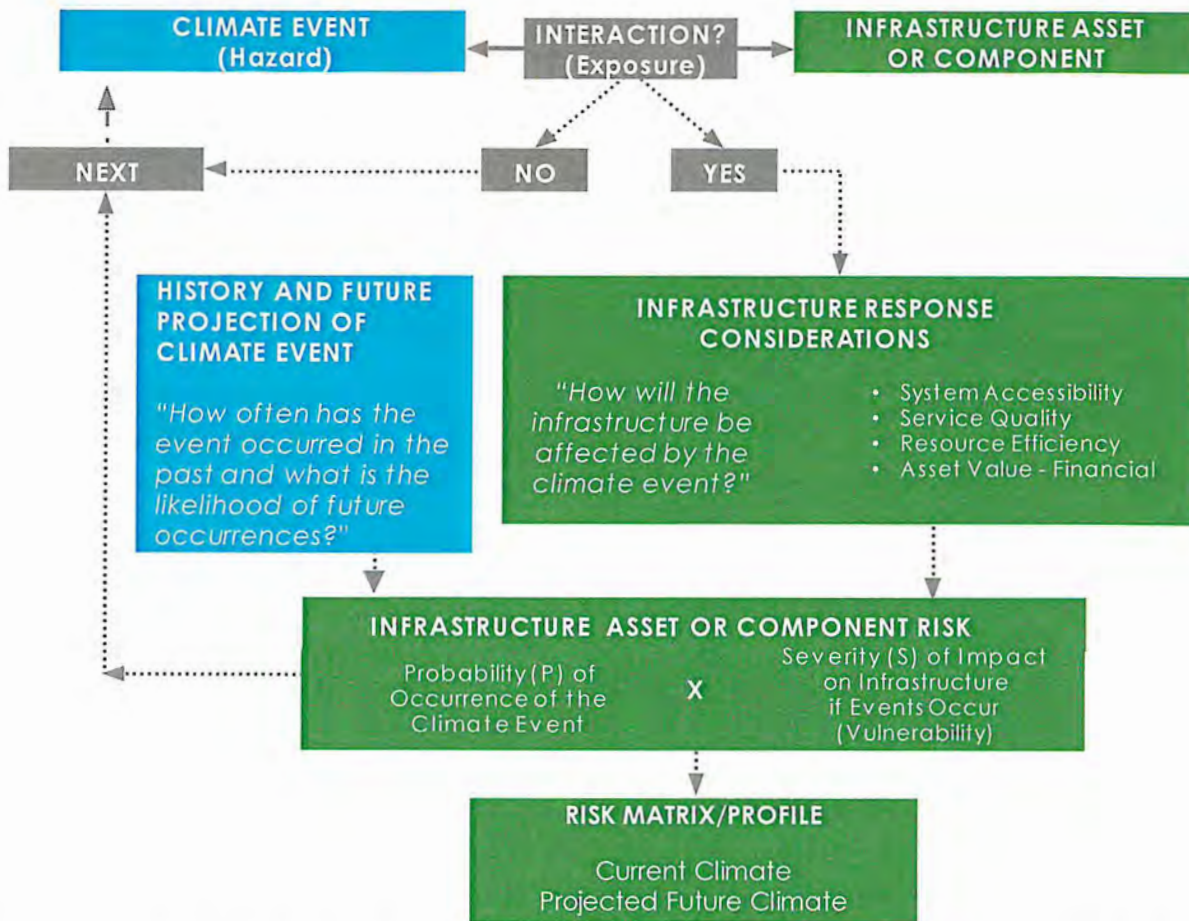 CLIMATE EVENT
(Hazard)
INTERACTION?
(Exposure)
INFRASTRUCTURE ASSET
OR COMPONENT
NEXT
NO
YES
HISTORY AND FUTURE
PROJECTION OF
CLIMATE EVENT
"How often has the
event occurred in the
past and what is the
likelihood of future
occurrences?"
INFRASTRUCTURE RESPONSE
CONSIDERATIONS
"How will the
infrastructure be
affected by the
climate event?"
• System Accessibility
• Service Quality
• Resource Efficiency
• Asset Value - Financial
INFRASTRUCTURE ASSET OR COMPONENT RISK
Probability (P) of
Occurrence of the
Climate Event
X
Severity (S) of Impact
on Infrastructure
if Events Occur
(Vulnerability)
RISK MATRIX/PROFILE
Current Climate
Projected Future Climate